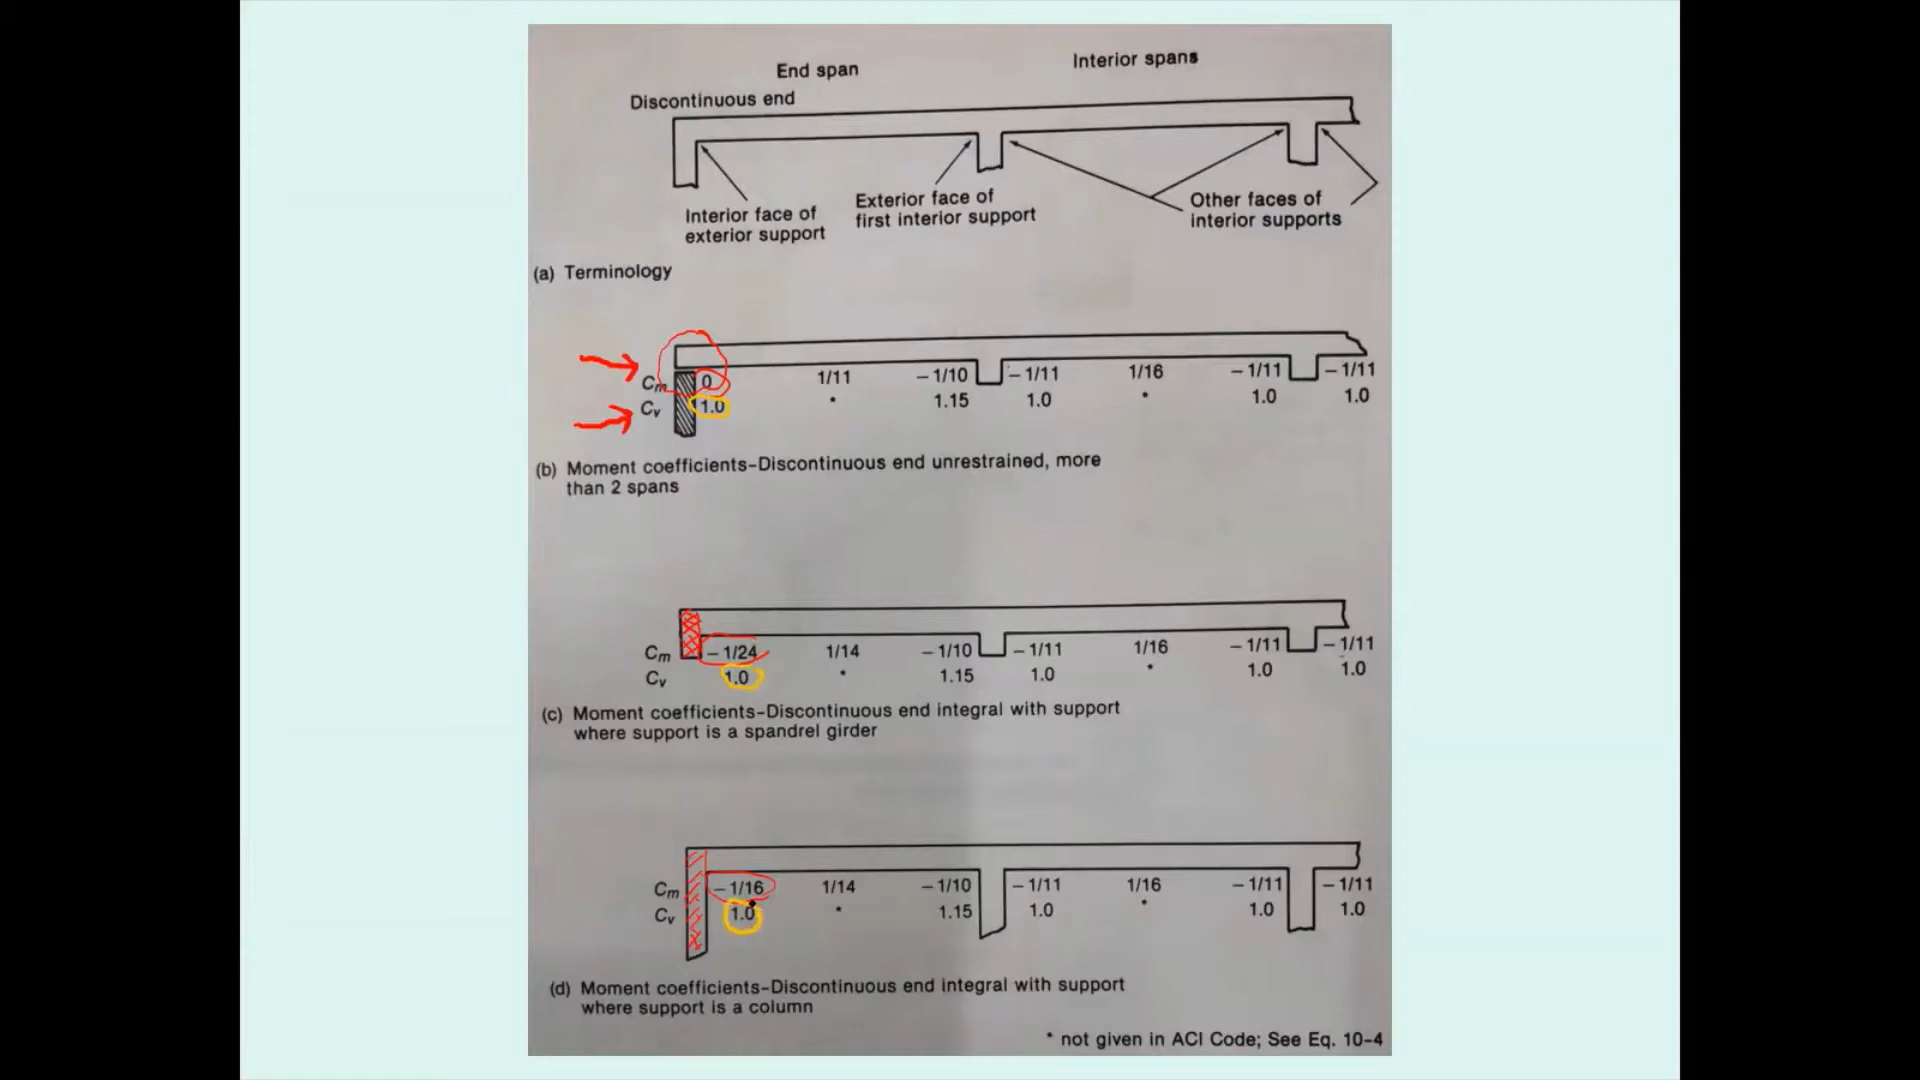 End span
Interior spans
Discontinuous end
Interior face of
exterior support
Exterior face of
first interior support
Other faces of
interior supports
(a) Terminology
Cm 0 1/11 – 1/10 – 1/11 1/16 – 1/11 – 1/11
Cv 1.0 * 1.15 1.0 * 1.0 1.0
(b) Moment coefficients–Discontinuous end unrestrained, more
than 2 spans
Cm – 1/24 1/14 – 1/10 – 1/11 1/16 – 1/11 – 1/11
Cv 1.0 * 1.15 1.0 * 1.0 1.0
(c) Moment coefficients–Discontinuous end integral with support
where support is a spandrel girder
Cm – 1/16 1/14 – 1/10 – 1/11 1/16 – 1/11 – 1/11
Cv 1.0 * 1.15 1.0 * 1.0 1.0
(d) Moment coefficients–Discontinuous end integral with support
where support is a column
* not given in ACI Code; See Eq. 10–4